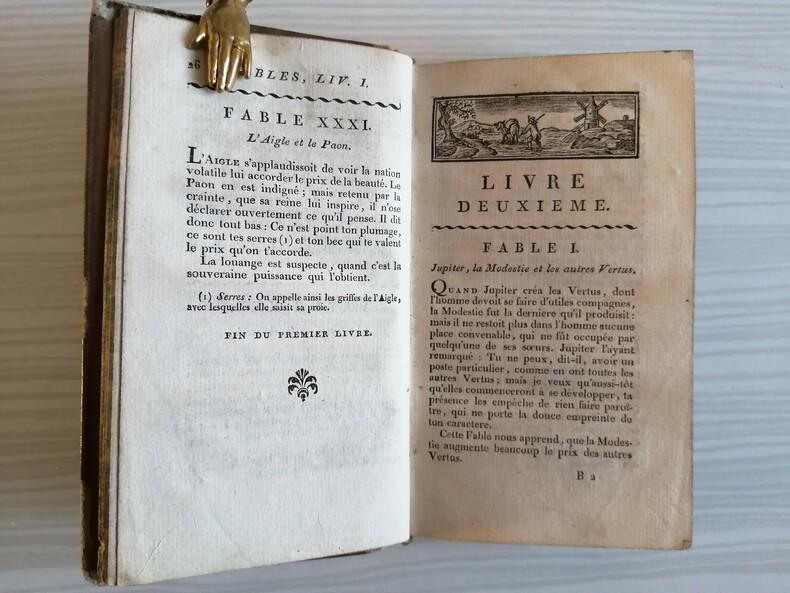 26 BLES, LIV. I.
FABLE XXXI.
L'Aigle et le Paon.
L'AIGLE s'applaudissoit de voir la nation
volatile lui accorder le prix de la beauté. Le
Paon en est indigné ; mais retenu par la
crainte, que sa reine lui inspire, il n'ose
déclarer ouvertement ce qu'il pense. Il dit
donc tout bas : Ce n'est point ton plumage,
ce sont tes serres (1) et ton bec qui te valent
le prix qu'on t'accorde.
La louange est suspecte, quand c'est la
souveraine puissance qui l'obtient.
(1) Serres : On appelle ainsi les griffes de l'Aigle,
avec lesquelles elle saisit sa proie.
FIN DU PREMIER LIVRE.
LIVRE
DEUXIEME.
FABLE I.
Jupiter, la Modestie et les autres Vertus.
QUAND Jupiter créa les Vertus, dont
l'homme devoit se faire d'utiles compagnes,
la Modestie fut la derniere qu'il produisit :
mais il ne restoit plus dans l'homme aucune
place convenable, qui ne fût occupée par
quelqu'une de ses sœurs. Jupiter l'ayant
remarqué : Tu ne peux, dit-il, avoir un
poste particulier, comme en ont toutes les
autres Vertus ; mais je veux qu'aussi-tôt
qu'elles commenceront à se développer, ta
présence les empêche de rien faire paroî-
tre, qui ne porte la douce empreinte de
ton caractere.
Cette Fable nous apprend, que la Modes-
tie augmente beaucoup le prix des autres
Vertus.
B 2